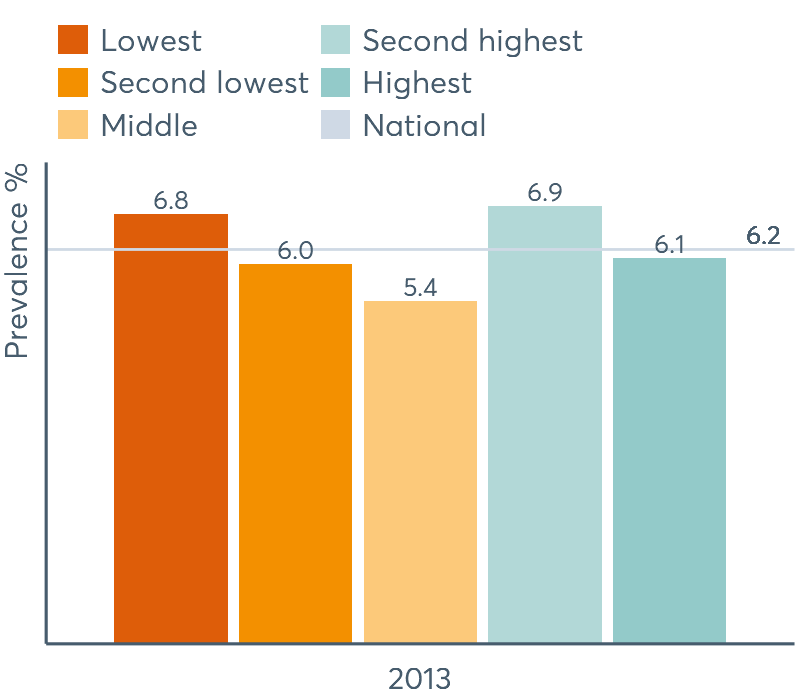 Lowest
Second lowest
Middle
Second highest
Highest
National
Prevalence %
6.8
6.0
5.4
6.9
6.1
6.2
2013